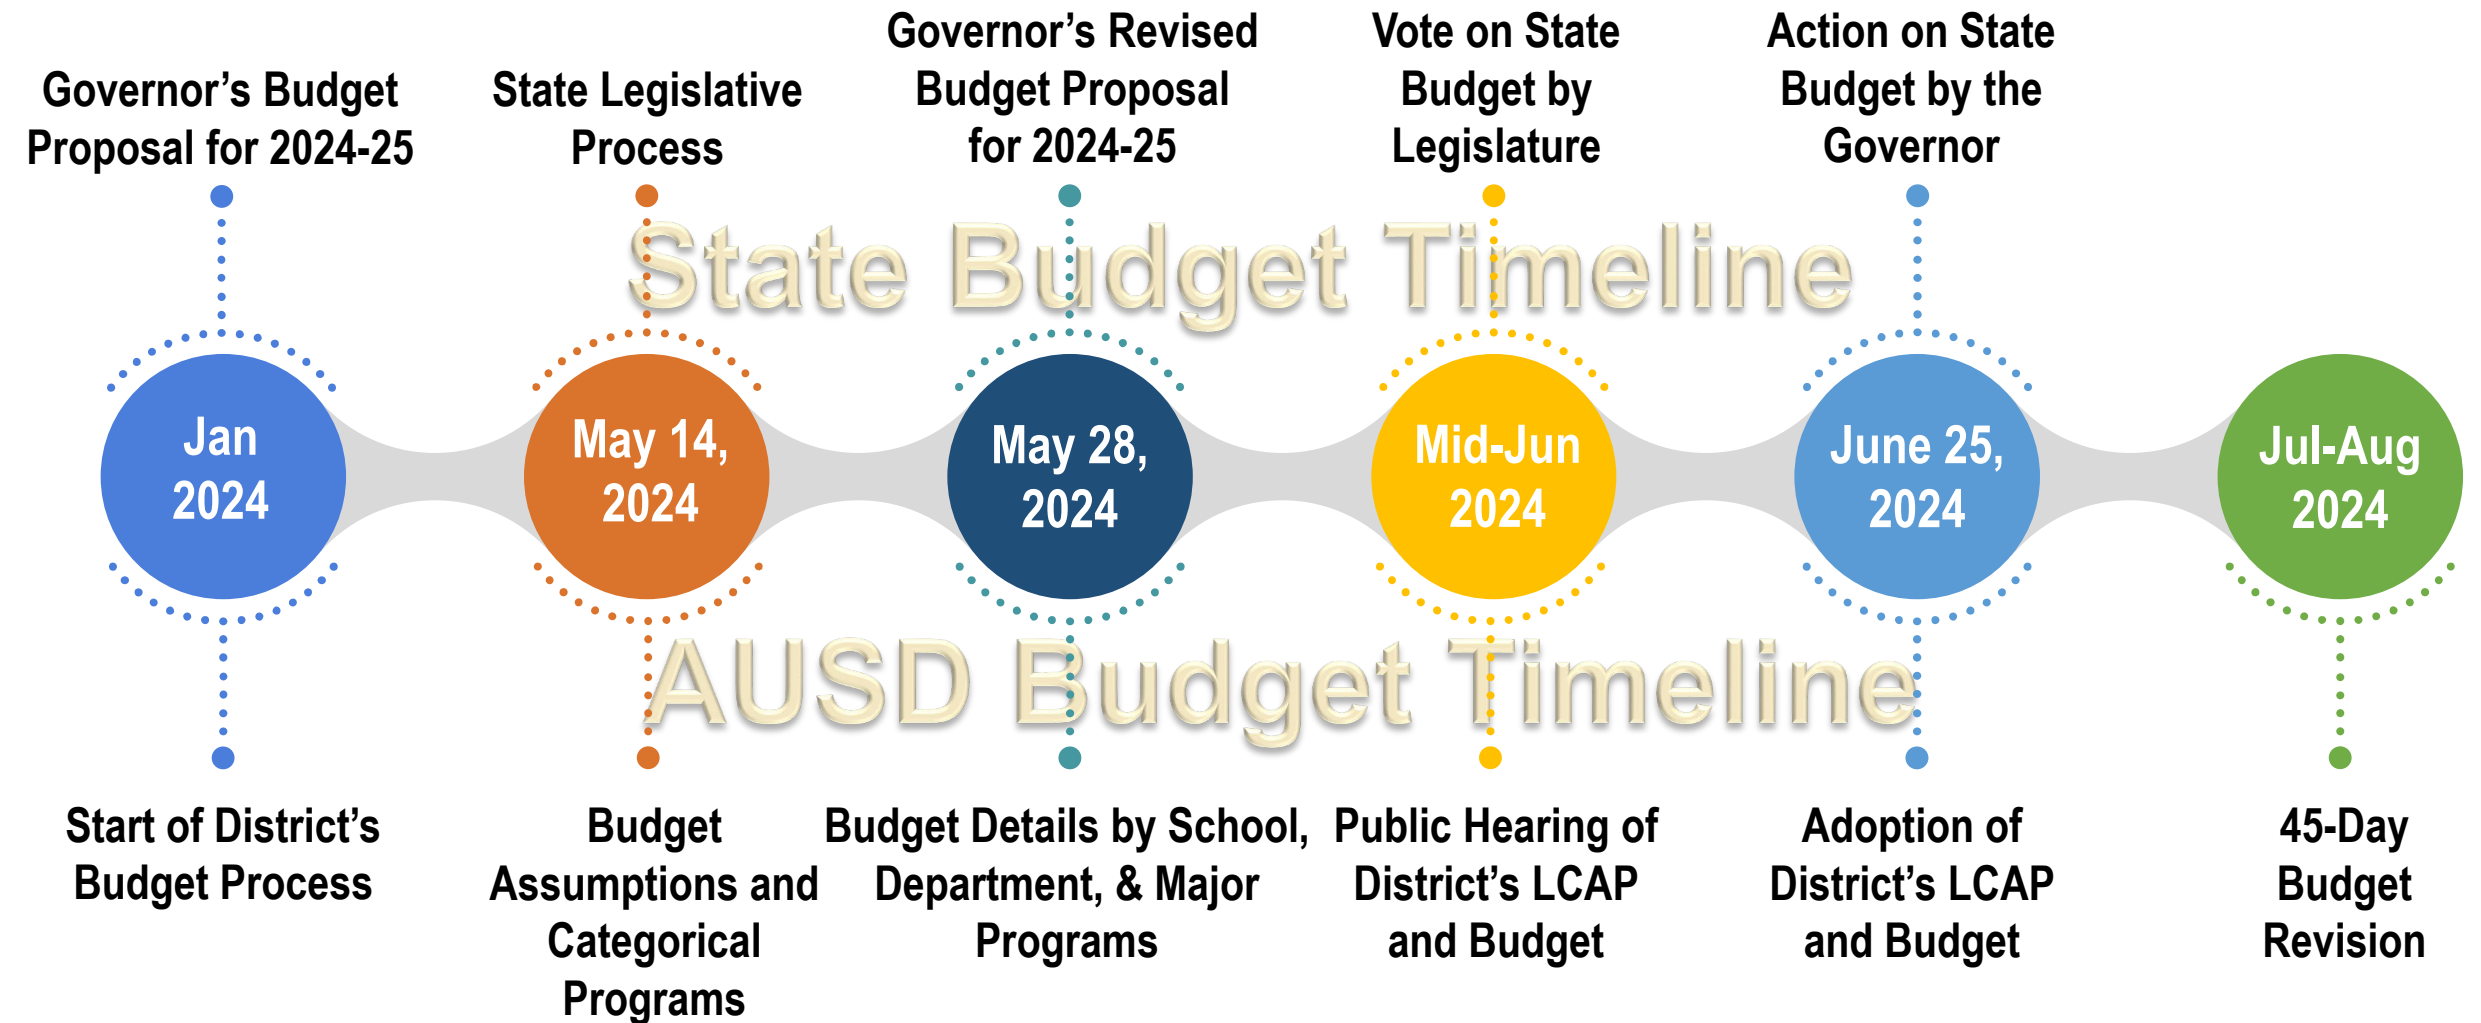 Governor’s Budget
Proposal for 2024-25
State Legislative
Process
Governor’s Revised
Budget Proposal
for 2024-25
Vote on State
Budget by
Legislature
Action on State
Budget by the
Governor
State Budget Timeline
Jan
2024
May 14,
2024
May 28,
2024
Mid-Jun
2024
June 25,
2024
Jul-Aug
2024
AUSD Budget Timeline
Start of District’s
Budget Process
Budget
Assumptions and
Categorical
Programs
Budget Details by School,
Department, & Major
Programs
Public Hearing of
District’s LCAP
and Budget
Adoption of
District’s LCAP
and Budget
45-Day
Budget
Revision